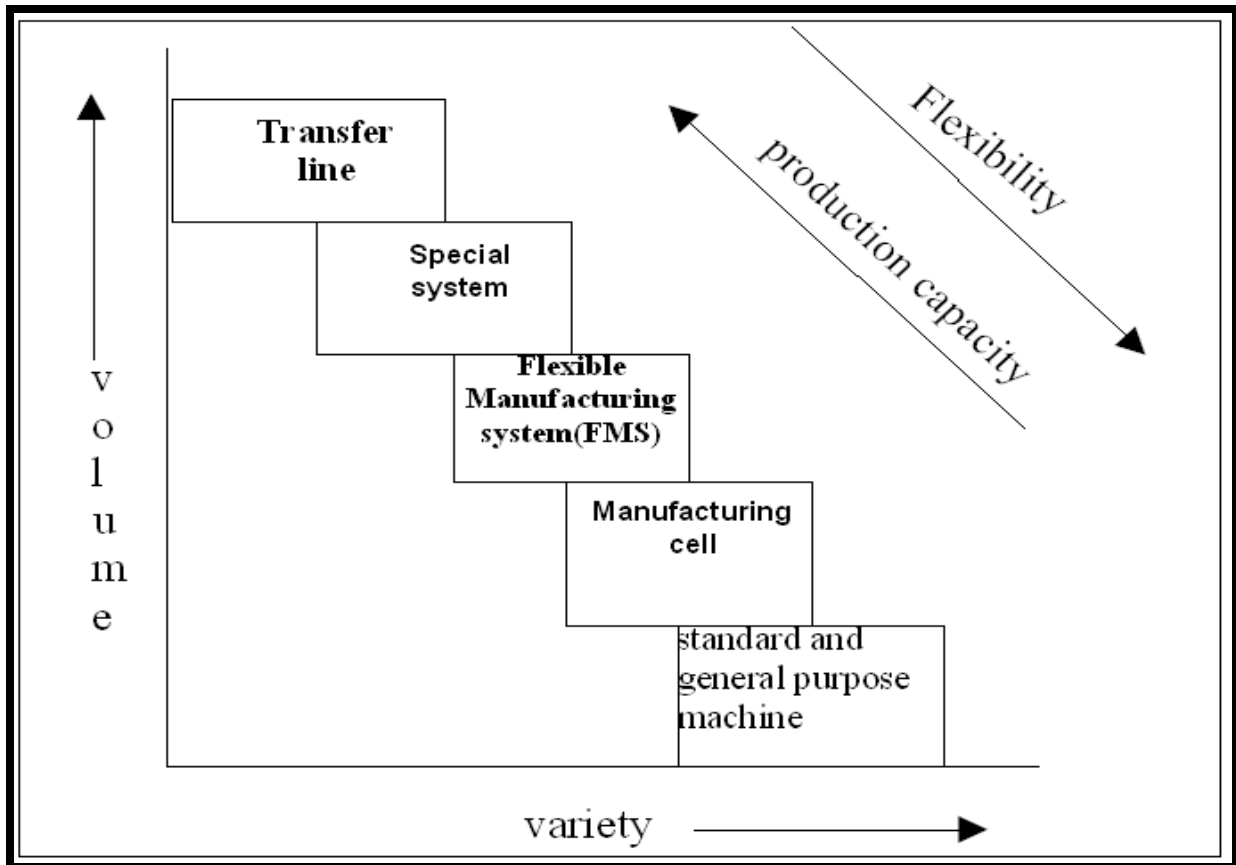 Transfer
line
Special
system
Flexible
Manufacturing
system(FMS)
Manufacturing
cell
standard and
general purpose
machine
volume
variety
Flexibility
production capacity